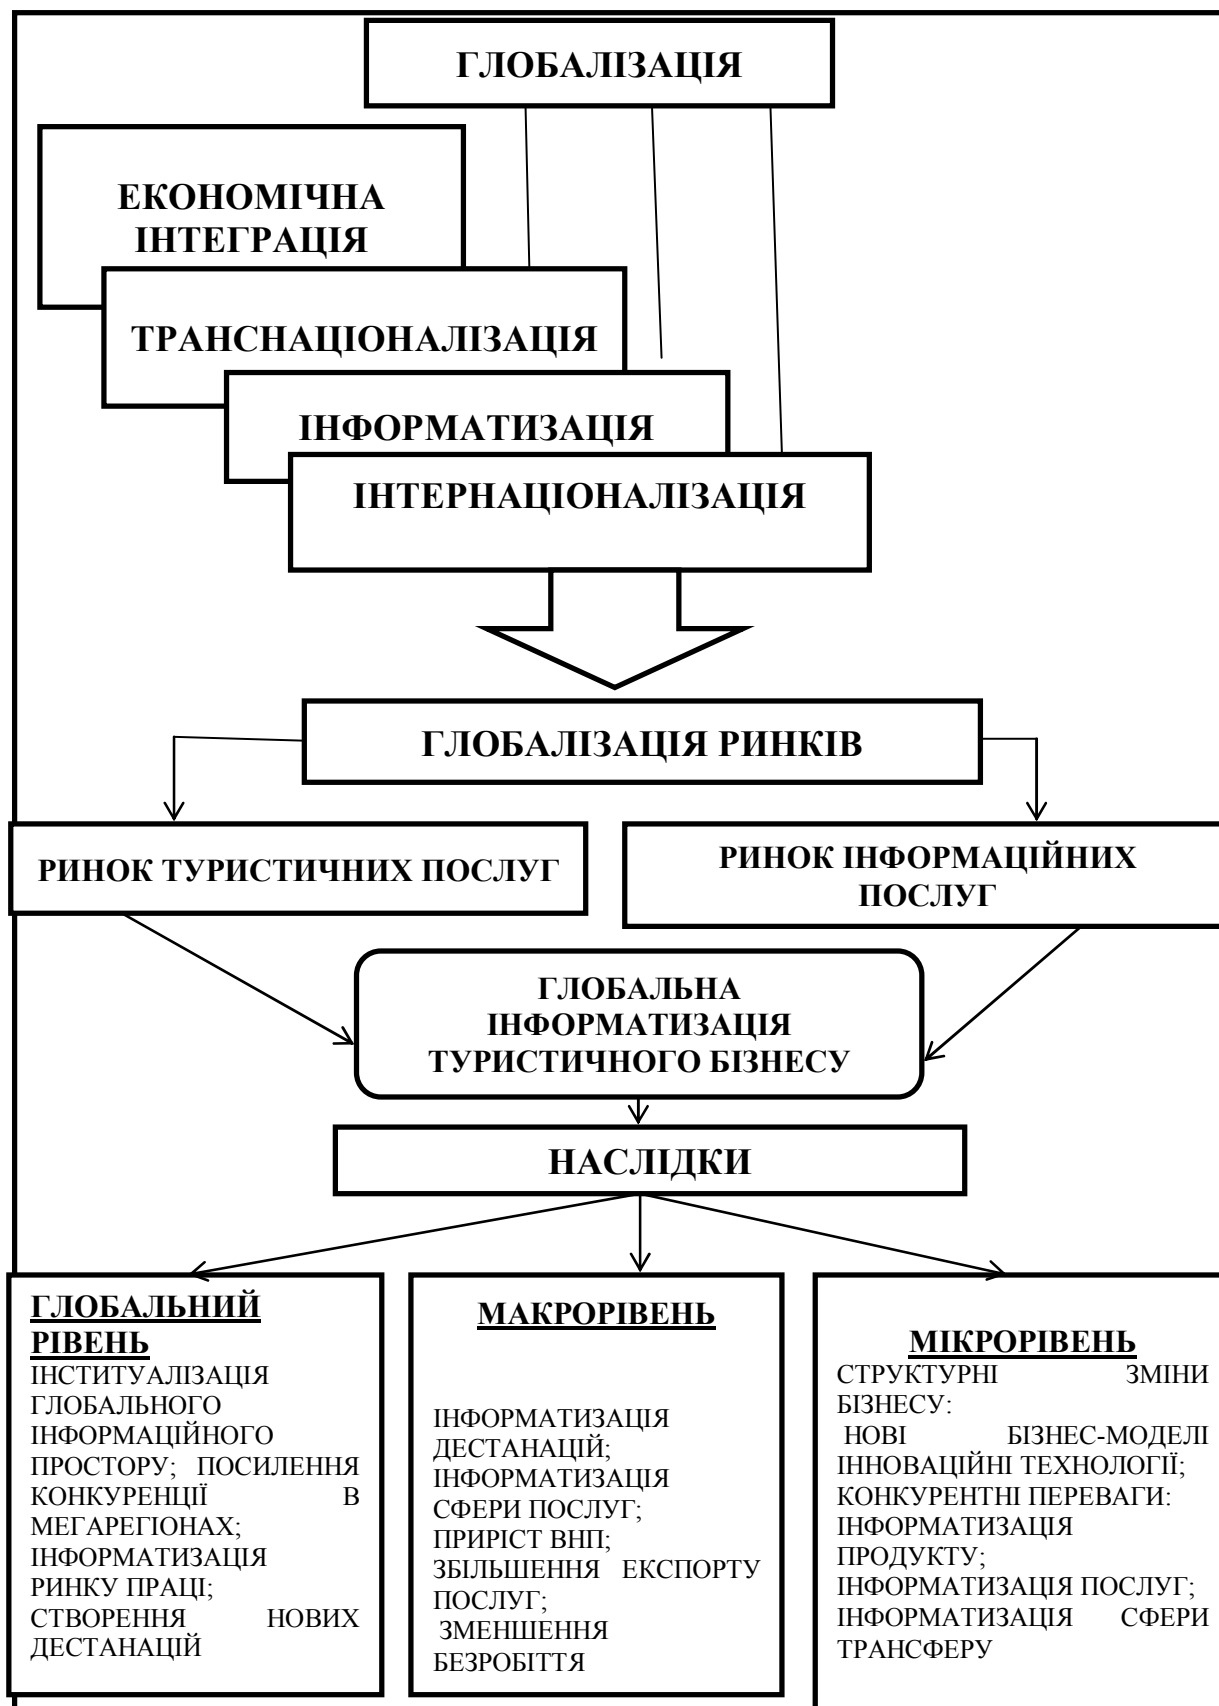 ГЛОБАЛІЗАЦІЯ
ЕКОНОМІЧНА
ІНТЕГРАЦІЯ
ТРАНСНАЦІОНАЛІЗАЦІЯ
ІНФОРМАТИЗАЦІЯ
ІНТЕРНАЦІОНАЛІЗАЦІЯ
ГЛОБАЛІЗАЦІЯ РИНКІВ
РИНОК ТУРИСТИЧНИХ ПОСЛУГ
РИНОК ІНФОРМАЦІЙНИХ
ПОСЛУГ
ГЛОБАЛЬНА
ІНФОРМАТИЗАЦІЯ
ТУРИСТИЧНОГО БІЗНЕСУ
НАСЛІДКИ
ГЛОБАЛЬНИЙ
РІВЕНЬ
ІНСТИТУАЛІЗАЦІЯ
ГЛОБАЛЬНОГО
ІНФОРМАЦІЙНОГО
ПРОСТОРУ; ПОСИЛЕННЯ
КОНКУРЕНЦІЇ В
МЕГАРЕГІОНАХ;
ІНФОРМАТИЗАЦІЯ
РИНКУ ПРАЦІ;
СТВОРЕННЯ НОВИХ
ДЕСТАНАЦІЙ
МАКРОРІВЕНЬ
ІНФОРМАТИЗАЦІЯ
ДЕСТАНАЦІЙ;
ІНФОРМАТИЗАЦІЯ
СФЕРИ ПОСЛУГ;
ПРИРІСТ ВНП;
ЗБІЛЬШЕННЯ ЕКСПОРТУ
ПОСЛУГ;
ЗМЕНШЕННЯ
БЕЗРОБІТТЯ
МІКРОРІВЕНЬ
СТРУКТУРНІ ЗМІНИ
БІЗНЕСУ:
НОВІ БІЗНЕС-МОДЕЛІ
ІННОВАЦІЙНІ ТЕХНОЛОГІЇ;
КОНКУРЕНТНІ ПЕРЕВАГИ:
ІНФОРМАТИЗАЦІЯ
ПРОДУКТУ;
ІНФОРМАТИЗАЦІЯ ПОСЛУГ;
ІНФОРМАТИЗАЦІЯ СФЕРИ
ТРАНСФЕРУ